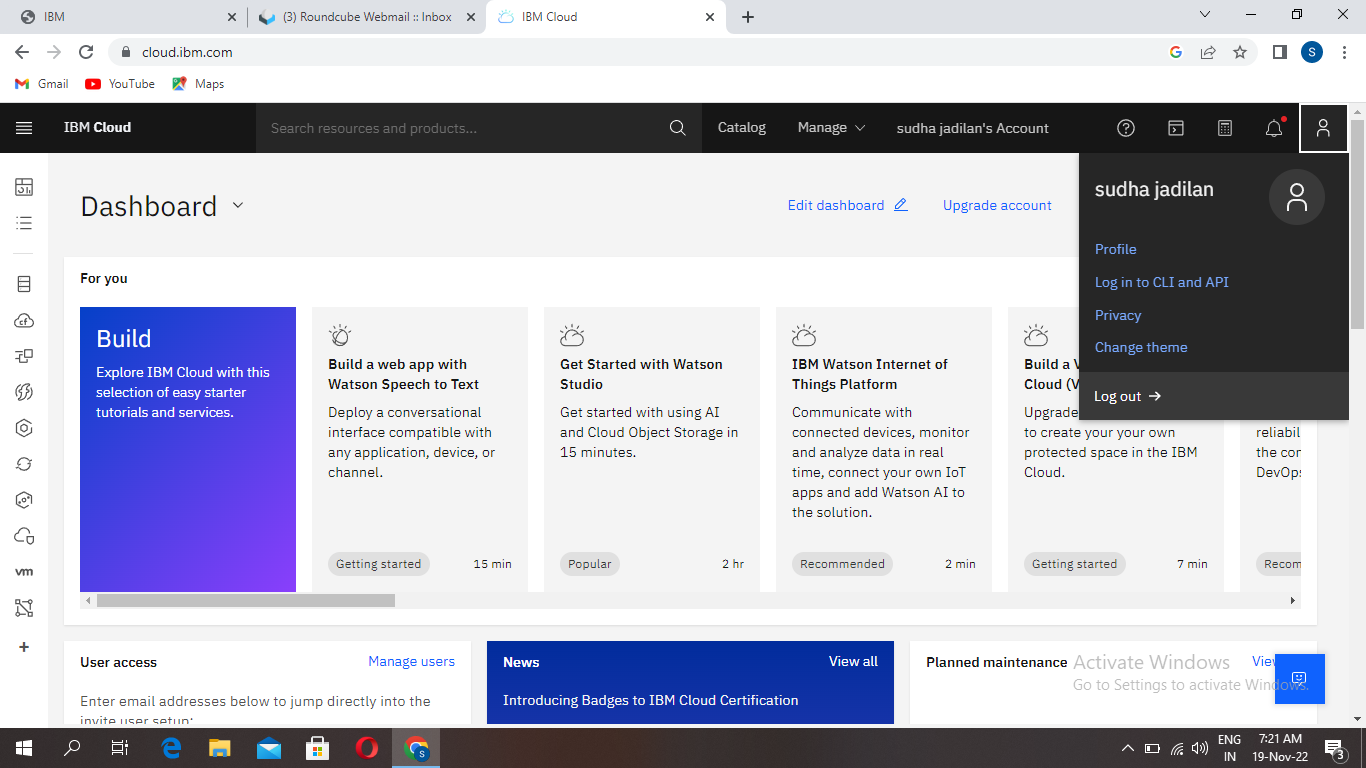 IBM
(3) Roundcube Webmail :: Inbox
IBM Cloud
cloud.ibm.com
S
Gmail
YouTube
Maps
IBM Cloud
Search resources and products...
Catalog
Manage
sudha jadilan's Account
Dashboard
Edit dashboard
Upgrade account
sudha jadilan
Profile
Log in to CLI and API
Privacy
Change theme
Log out
For you
Build
Explore IBM Cloud with this
selection of easy starter
tutorials and services.
Build a web app with
Watson Speech to Text
Deploy a conversational
interface compatible with
any application, device, or
channel.
Getting started
15 min
Get Started with Watson
Studio
Get started with using AI
and Cloud Object Storage in
15 minutes.
Popular
2 hr
IBM Watson Internet of
Things Platform
Communicate with
connected devices, monitor
and analyze data in real
time, connect your own IoT
apps and add Watson AI to
the solution.
Recommended
2 min
Build a V
Cloud (V
Upgrade
to create your your own
protected space in the IBM
Cloud.
Getting started
7 min
reliabil
the con
DevOps
Recom
cf
vm
User access
Manage users
Enter email addresses below to jump directly into the
invite user setup:
News
View all
Introducing Badges to IBM Cloud Certification
Planned maintenance
View
Activate Windows
Go to Settings to activate Windows.
S
ENG
IN
7:21 AM
19-Nov-22
3